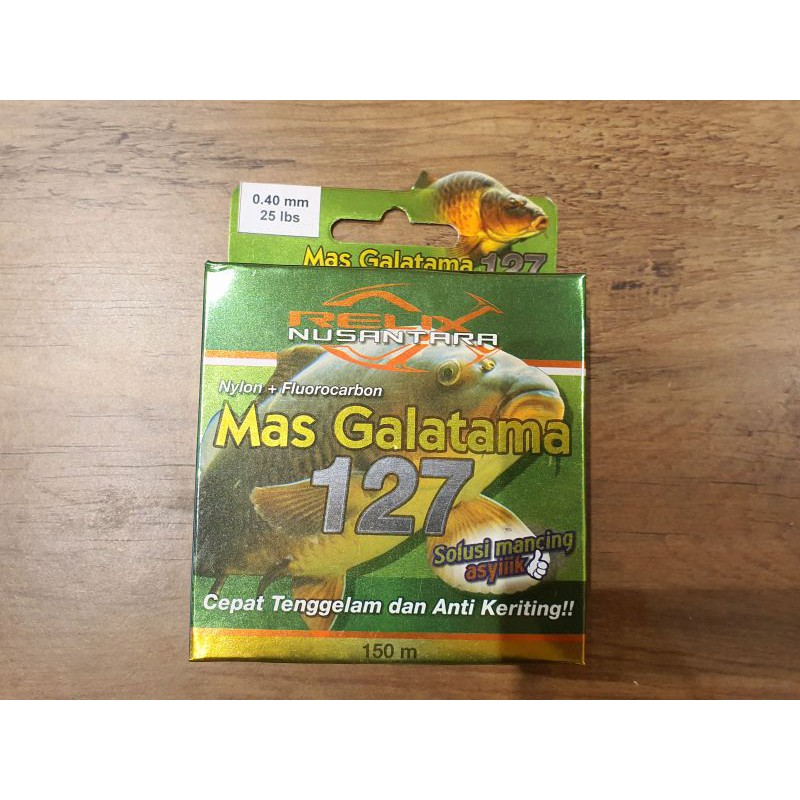 0.40 mm
25 lbs
Mas Galatama 127
RELIX
NUSANTARA
Nylon + Fluorocarbon
Mas Galatama
127
Solusi mancing
asyiiik
Cepat Tenggelam dan Anti Keriting!!
150 m